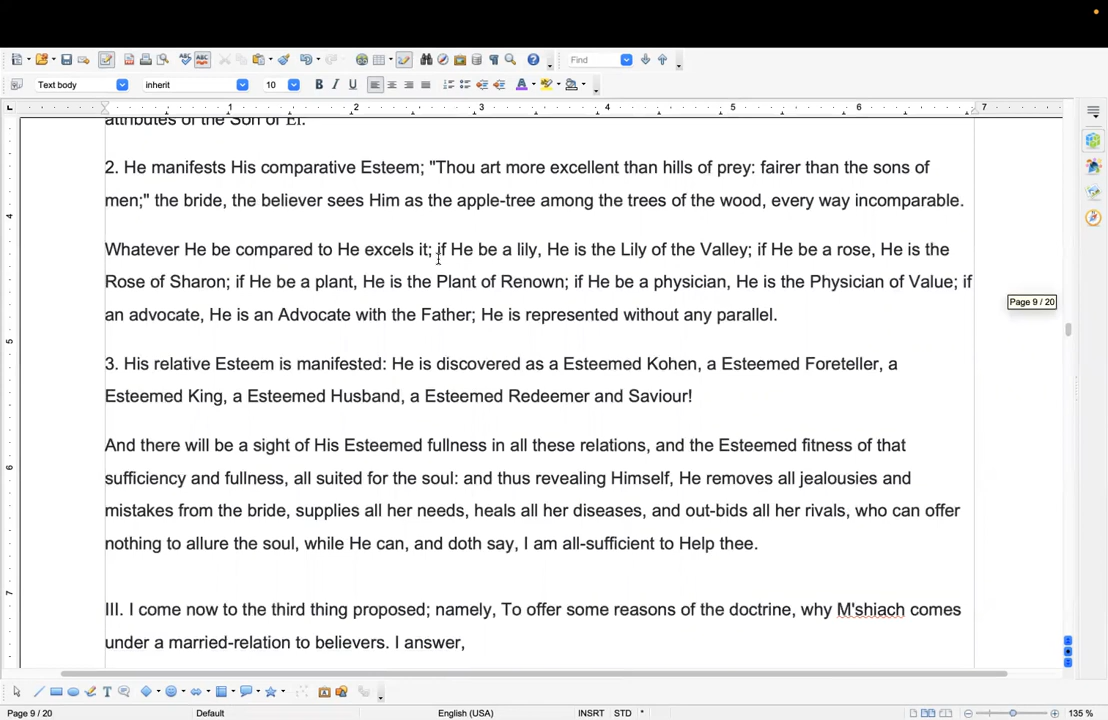 Text body
inherit
10
Find
1
2
3
4
5
6
7
attributes of the Son of El.
2. He manifests His comparative Esteem; "Thou art more excellent than hills of prey: fairer than the sons of
men;" the bride, the believer sees Him as the apple-tree among the trees of the wood, every way incomparable.
4
Whatever He be compared to He excels it; if He be a lily, He is the Lily of the Valley; if He be a rose, He is the
Rose of Sharon; if He be a plant, He is the Plant of Renown; if He be a physician, He is the Physician of Value; if
Page 9 / 20
an advocate, He is an Advocate with the Father; He is represented without any parallel.
5
3. His relative Esteem is manifested: He is discovered as a Esteemed Kohen, a Esteemed Foreteller, a
Esteemed King, a Esteemed Husband, a Esteemed Redeemer and Saviour!
And there will be a sight of His Esteemed fullness in all these relations, and the Esteemed fitness of that
6
sufficiency and fullness, all suited for the soul: and thus revealing Himself, He removes all jealousies and
mistakes from the bride, supplies all her needs, heals all her diseases, and out-bids all her rivals, who can offer
nothing to allure the soul, while He can, and doth say, I am all-sufficient to Help thee.
7
III. I come now to the third thing proposed; namely, To offer some reasons of the doctrine, why M'shiach comes
under a married-relation to believers. I answer,
Page 9 / 20
Default
English (USA)
INSRT
STD
*
135 %